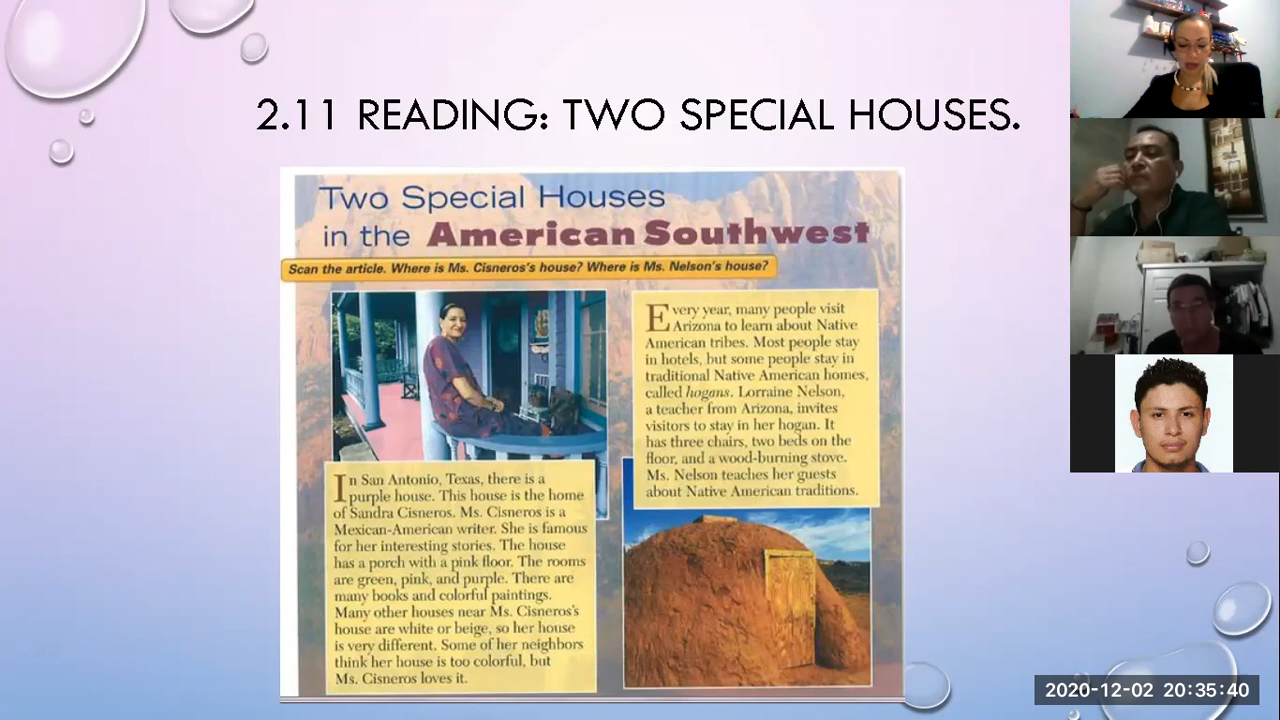 2.11 READING: TWO SPECIAL HOUSES.
Two Special Houses
in the American Southwest
Scan the article. Where is Ms. Cisneros's house? Where is Ms. Nelson's house?
In San Antonio, Texas, there is a
purple house. This house is the home
of Sandra Cisneros. Ms. Cisneros is a
Mexican-American writer. She is famous
for her interesting stories. The house
has a porch with a pink floor. The rooms
are green, pink, and purple. There are
many books and colorful paintings.
Many other houses near Ms. Cisneros's
house are white or beige, so her house
is very different. Some of her neighbors
think her house is too colorful, but
Ms. Cisneros loves it.
Every year, many people visit
Arizona to learn about Native
American tribes. Most people stay
in hotels, but some people stay in
traditional Native American homes,
called hogans. Lorraine Nelson,
a teacher from Arizona, invites
visitors to stay in her hogan. It
has three chairs, two beds on the
floor, and a wood-burning stove.
Ms. Nelson teaches her guests
about Native American traditions.
2020-12-02 20:35:40